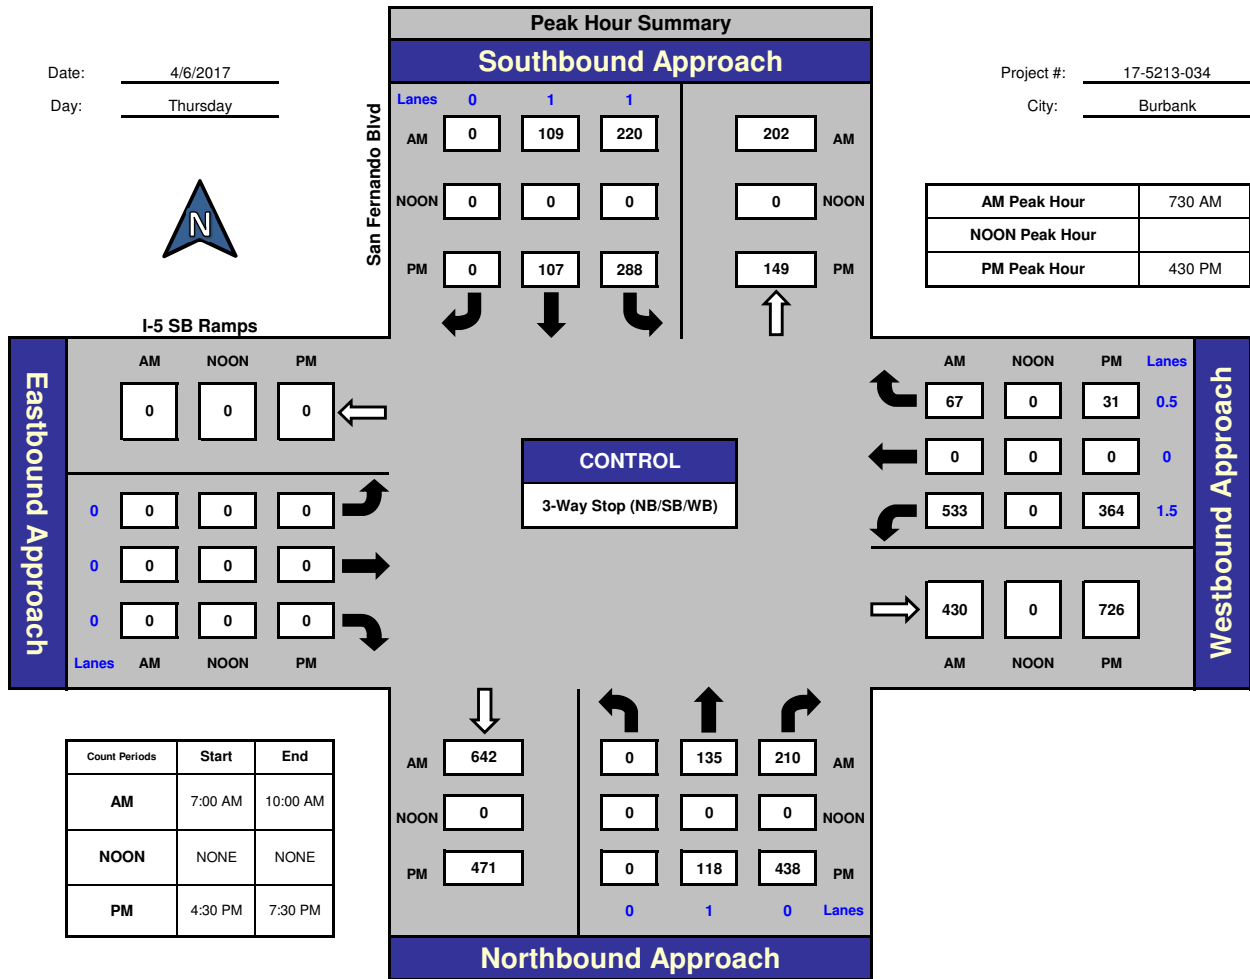 Peak Hour Summary
Southbound Approach
Date: 4/6/2017
Day: Thursday
Project #: 17-5213-034
City: Burbank
San Fernando Blvd
Lanes 0 1 1
AM 0 109 220 202 AM
NOON 0 0 0 0 NOON
PM 0 107 288 149 PM
N
AM Peak Hour 730 AM
NOON Peak Hour
PM Peak Hour 430 PM
I-5 SB Ramps
Eastbound Approach
AM NOON PM
0 0 0
0 0 0 0
0 0 0 0
0 0 0 0
Lanes AM NOON PM
CONTROL
3-Way Stop (NB/SB/WB)
AM NOON PM Lanes
67 0 31 0.5
0 0 0 0
533 0 364 1.5
430 0 726
AM NOON PM
Westbound Approach
Count Periods Start End
AM 7:00 AM 10:00 AM
NOON NONE NONE
PM 4:30 PM 7:30 PM
AM 642 0 135 210 AM
NOON 0 0 0 0 NOON
PM 471 0 118 438 PM
0 1 0 Lanes
Northbound Approach